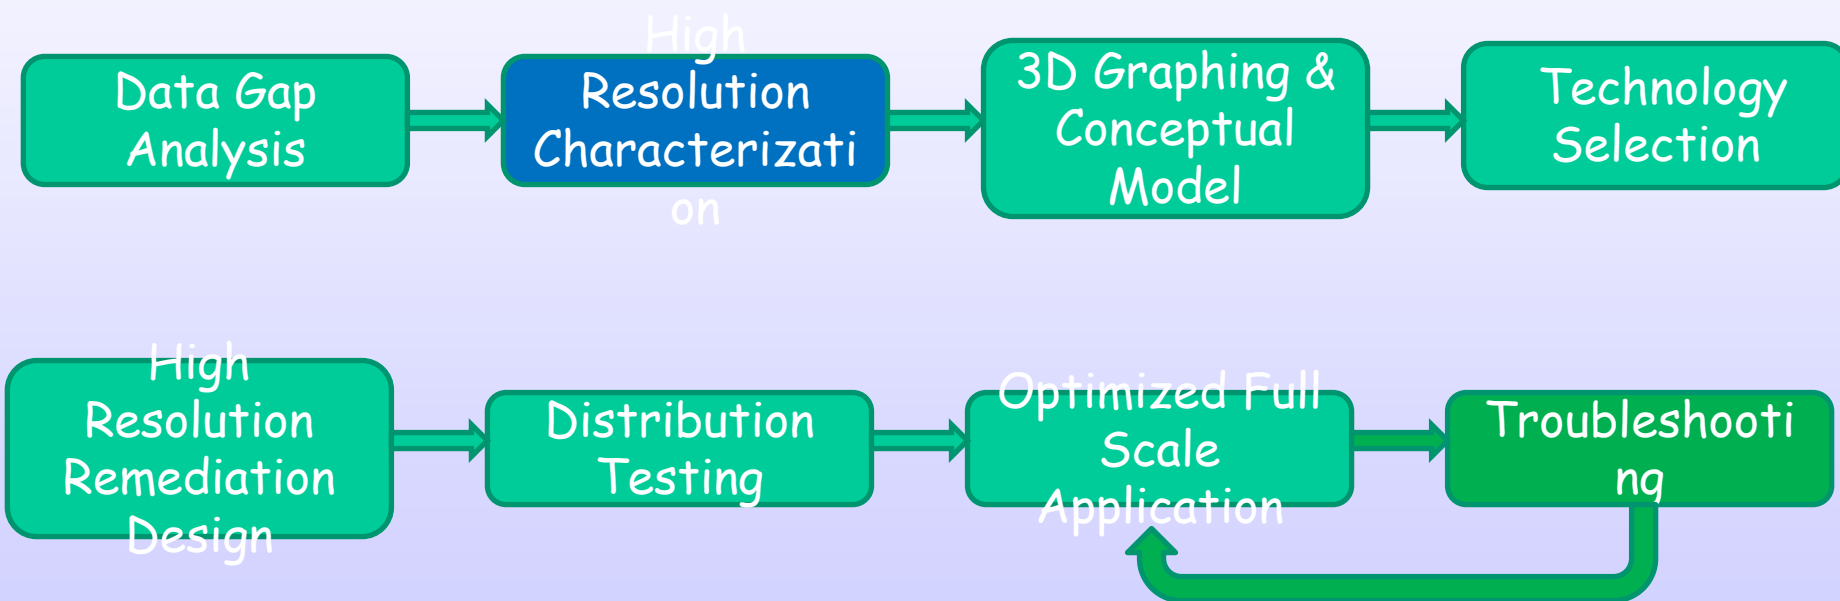 Data Gap
Analysis
High
Resolution
Characterizati
on
3D Graphing &
Conceptual
Model
Technology
Selection
High
Resolution
Remediation
Design
Distribution
Testing
Optimized Full
Scale
Application
Troubleshooti
ng